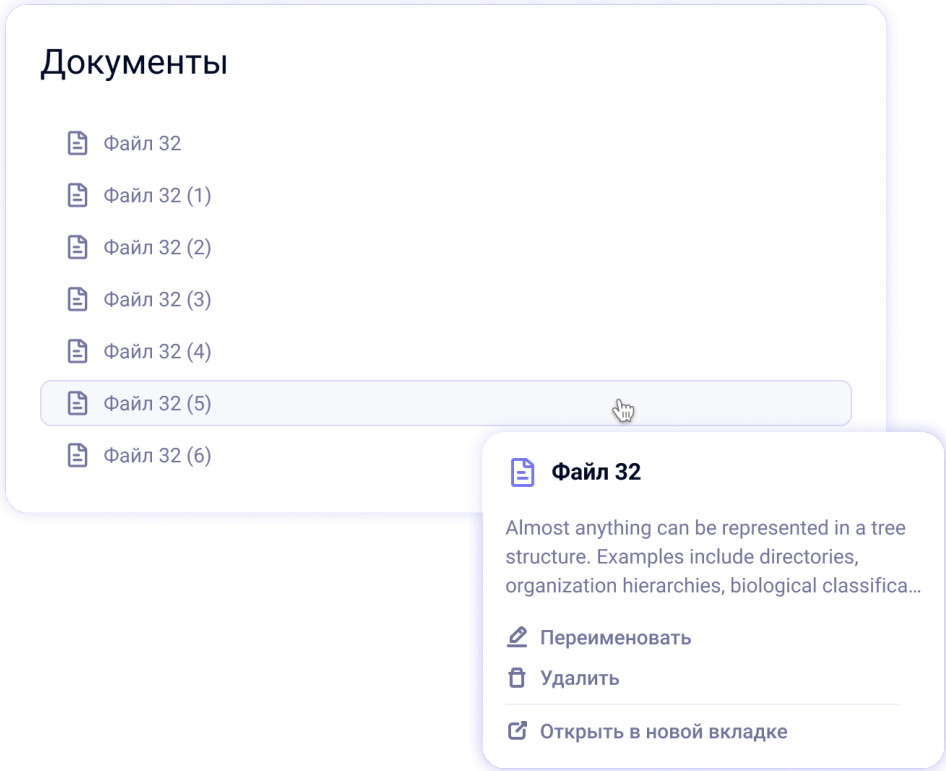 Документы
Файл 32
Файл 32 (1)
Файл 32 (2)
Файл 32 (3)
Файл 32 (4)
Файл 32 (5)
Файл 32 (6)
Файл 32
Almost anything can be represented in a tree
structure. Examples include directories,
organization hierarchies, biological classifica...
Переименовать
Удалить
Открыть в новой вкладке